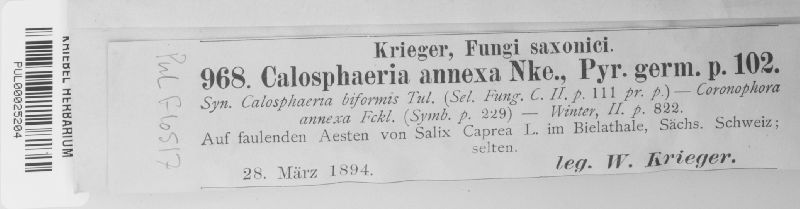 KRIEBEL HERBARIUM
PUL00025204
PUL F10517
Krieger, Fungi saxonici.
968. Calosphaeria annexa Nke., Pyr. germ. p. 102.
Syn. Calosphaeria biformis Tul. (Sel. Fung. C. II. p. 111 pr. p.) — Coronophora
annexa Fckl. (Symb. p. 229) — Winter, II. p. 822.
Auf faulenden Aesten von Salix Caprea L. im Bielathale, Sächs. Schweiz;
selten.
28. März 1894.
leg. W. Krieger.